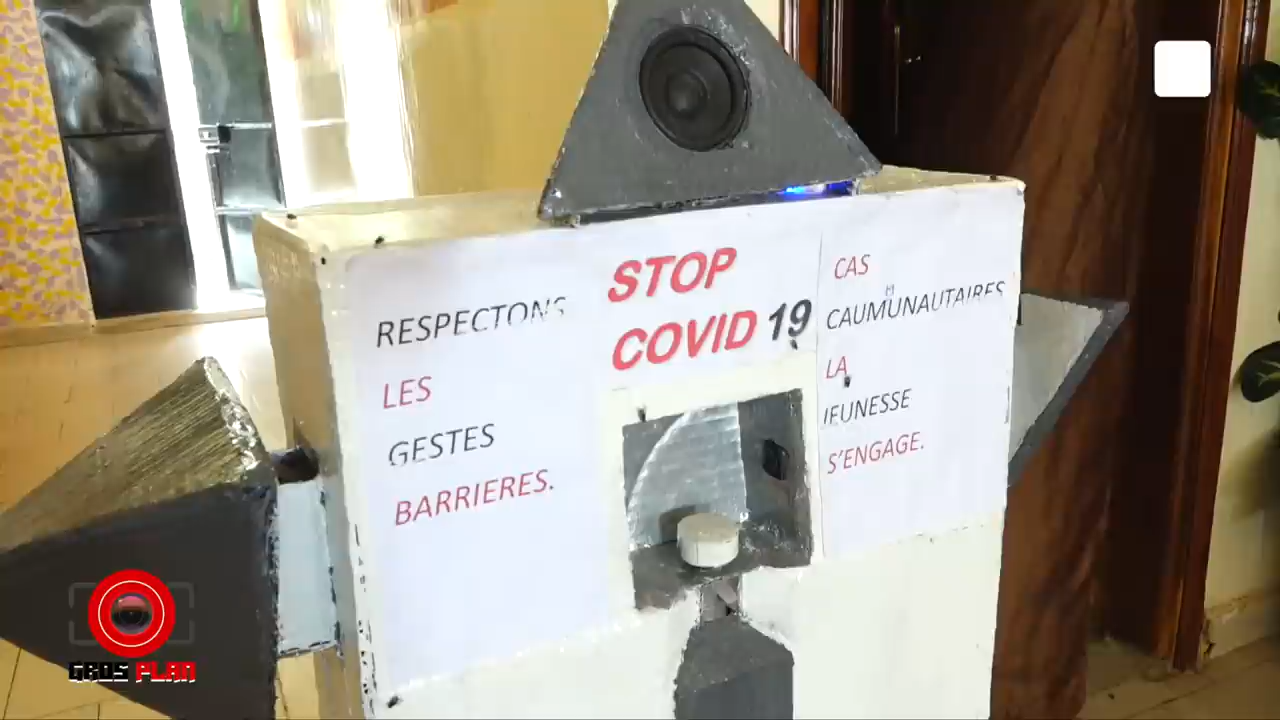 RESPECTONS
LES
GESTES
BARRIERES.
STOP
COVID 19
CAS
CAUMUNAUTAIRES
LA
JEUNESSE
S'ENGAGE.
GROS PLAN